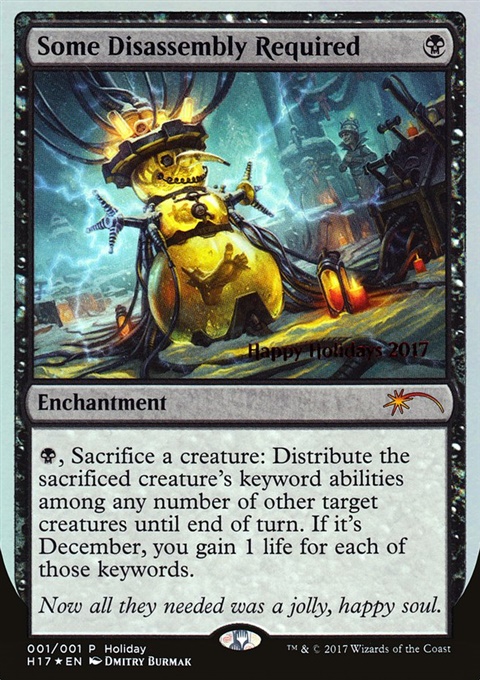 Some Disassembly Required
Happy Holidays 2017
Enchantment
, Sacrifice a creature: Distribute the
sacrificed creature's keyword abilities
among any number of other target
creatures until end of turn. If it's
December, you gain 1 life for each of
those keywords.
Now all they needed was a jolly, happy soul.
001/001 P Holiday
H17★EN Dmitry Burmak
™ & © 2017 Wizards of the Coast